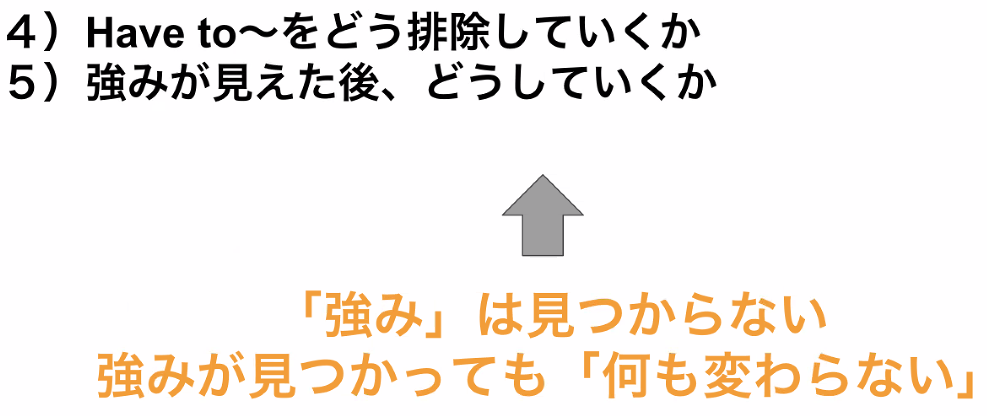 ４）Have to〜をどう排除していくか
５）強みが見えた後、どうしていくか
「強み」は見つからない
強みが見つかっても「何も変わらない」